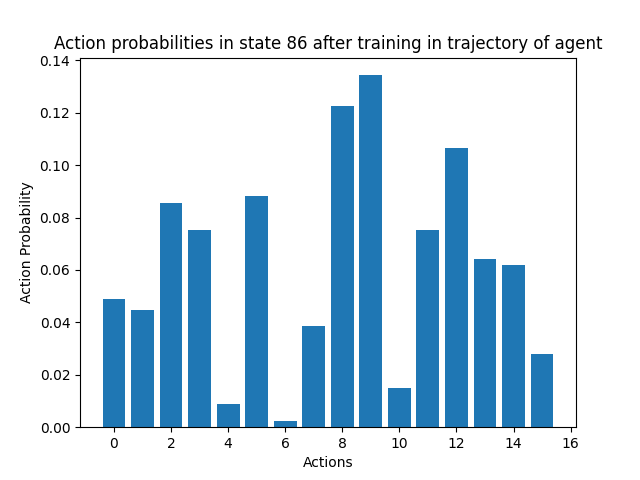 Action probabilities in state 86 after training in trajectory of agent
0.14
0.12
0.10
0.08
0.06
0.04
0.02
0.00
Action Probability
0 2 4 6 8 10 12 14 16
Actions